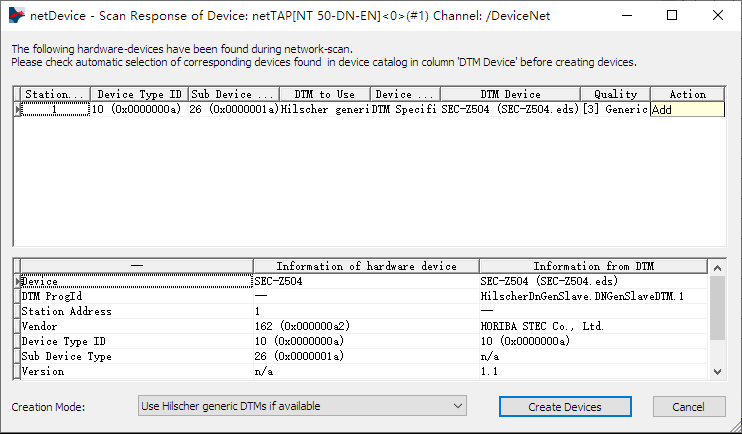 netDevice - Scan Response of Device: netTAP[NT 50-DN-EN]<0>(#1) Channel: /DeviceNet
The following hardware-devices have been found during network-scan.
Please check automatic selection of corresponding devices found in device catalog in column 'DTM Device' before creating devices.
Station... Device Type ID Sub Device ... DTM to Use Device ... DTM Device Quality Action
1 10 (0x0000000a) 26 (0x0000001a) Hilscher generi DTM Specifi SEC-Z504 (SEC-Z504.eds) [3] Generic Add
— Information of hardware device Information from DTM
Device SEC-Z504 SEC-Z504 (SEC-Z504.eds)
DTM ProgId — HilscherDnGenSlave.DNGenSlaveDTM.1
Station Address 1 —
Vendor 162 (0x000000a2) HORIBA STEC Co., Ltd.
Device Type ID 10 (0x0000000a) 10 (0x0000000a)
Sub Device Type 26 (0x0000001a) n/a
Version n/a 1.1
Creation Mode: Use Hilscher generic DTMs if available Create Devices Cancel